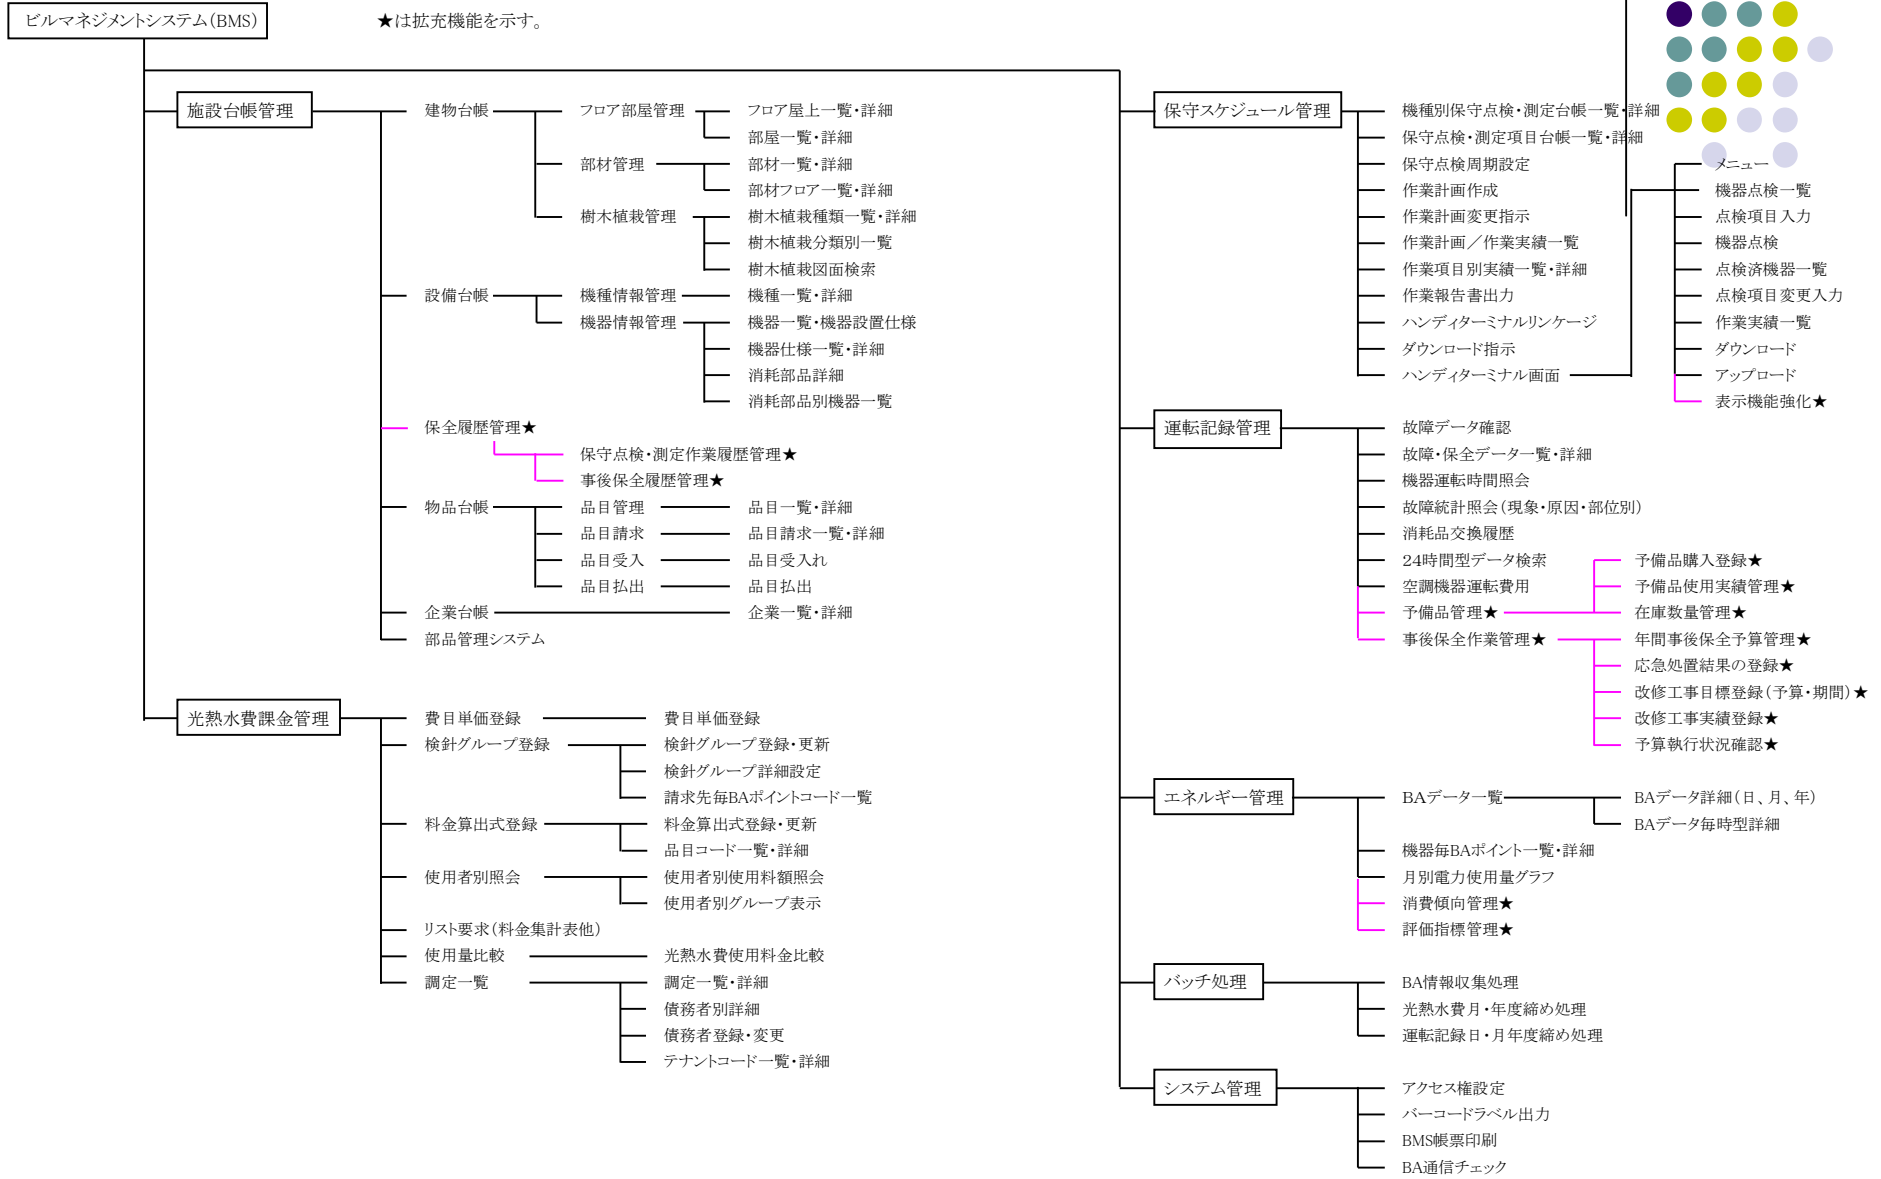 ビルマネジメントシステム(BMS)
★は拡充機能を示す。
施設台帳管理
建物台帳
フロア部屋管理
フロア屋上一覧・詳細
部屋一覧・詳細
部材管理
部材一覧・詳細
部材フロア一覧・詳細
樹木植栽管理
樹木植栽種類一覧・詳細
樹木植栽分類別一覧
樹木植栽図面検索
設備台帳
機種情報管理
機種一覧・詳細
機器情報管理
機器一覧・機器設置仕様
機器仕様一覧・詳細
消耗部品詳細
消耗部品別機器一覧
保全履歴管理★
保守点検・測定作業履歴管理★
事後保全履歴管理★
物品台帳
品目管理
品目一覧・詳細
品目請求
品目請求一覧・詳細
品目受入
品目受入れ
品目払出
品目払出
企業台帳
企業一覧・詳細
部品管理システム
光熱水費課金管理
費目単価登録
費目単価登録
検針グループ登録
検針グループ登録・更新
検針グループ詳細設定
請求先毎BAポイントコード一覧
料金算出式登録
料金算出式登録・更新
品目コード一覧・詳細
使用者別照会
使用者別使用料額照会
使用者別グループ表示
リスト要求(料金集計表他)
使用量比較
光熱水費使用料金比較
調定一覧
調定一覧・詳細
債務者別詳細
債務者登録・変更
テナントコード一覧・詳細
保守スケジュール管理
機種別保守点検・測定台帳一覧・詳細
保守点検・測定項目台帳一覧・詳細
保守点検周期設定
作業計画作成
作業計画変更指示
作業計画／作業実績一覧
作業項目別実績一覧・詳細
作業報告書出力
ハンディターミナルリンケージ
ダウンロード指示
ハンディターミナル画面
メニュー
機器点検一覧
点検項目入力
機器点検
点検済機器一覧
点検項目変更入力
作業実績一覧
ダウンロード
アップロード
表示機能強化★
運転記録管理
故障データ確認
故障・保全データ一覧・詳細
機器運転時間照会
故障統計照会(現象・原因・部位別)
消耗品交換履歴
24時間型データ検索
空調機器運転費用
予備品管理★
予備品購入登録★
予備品使用実績管理★
在庫数量管理★
事後保全作業管理★
年間事後保全予算管理★
応急処置結果の登録★
改修工事目標登録(予算・期間)★
改修工事実績登録★
予算執行状況確認★
エネルギー管理
BAデータ一覧
BAデータ詳細(日、月、年)
BAデータ毎時型詳細
機器毎BAポイント一覧・詳細
月別電力使用量グラフ
消費傾向管理★
評価指標管理★
バッチ処理
BA情報収集処理
光熱水費月・年度締め処理
運転記録日・月年度締め処理
システム管理
アクセス権設定
バーコードラベル出力
BMS帳票印刷
BA通信チェック